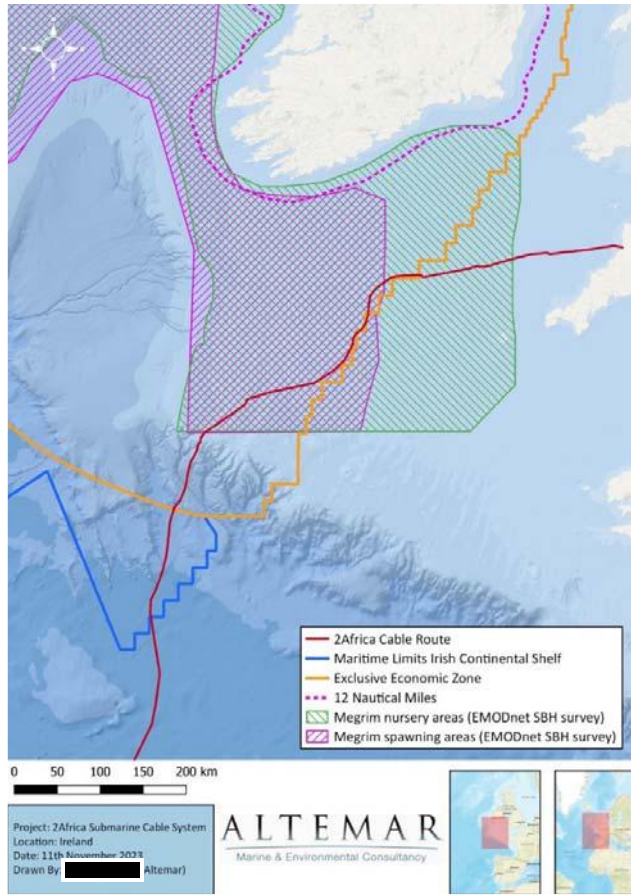 2Africa Cable Route
Maritime Limits Irish Continental Shelf
Exclusive Economic Zone
12 Nautical Miles
Megrim nursery areas (EMODnet SBH survey)
Megrim spawning areas (EMODnet SBH survey)
0 50 100 150 200 km
Project: 2Africa Submarine Cable System
Location: Ireland
Date: 11th November 2023
Drawn By: Altemar)
ALTEMAR
Marine & Environmental Consultancy